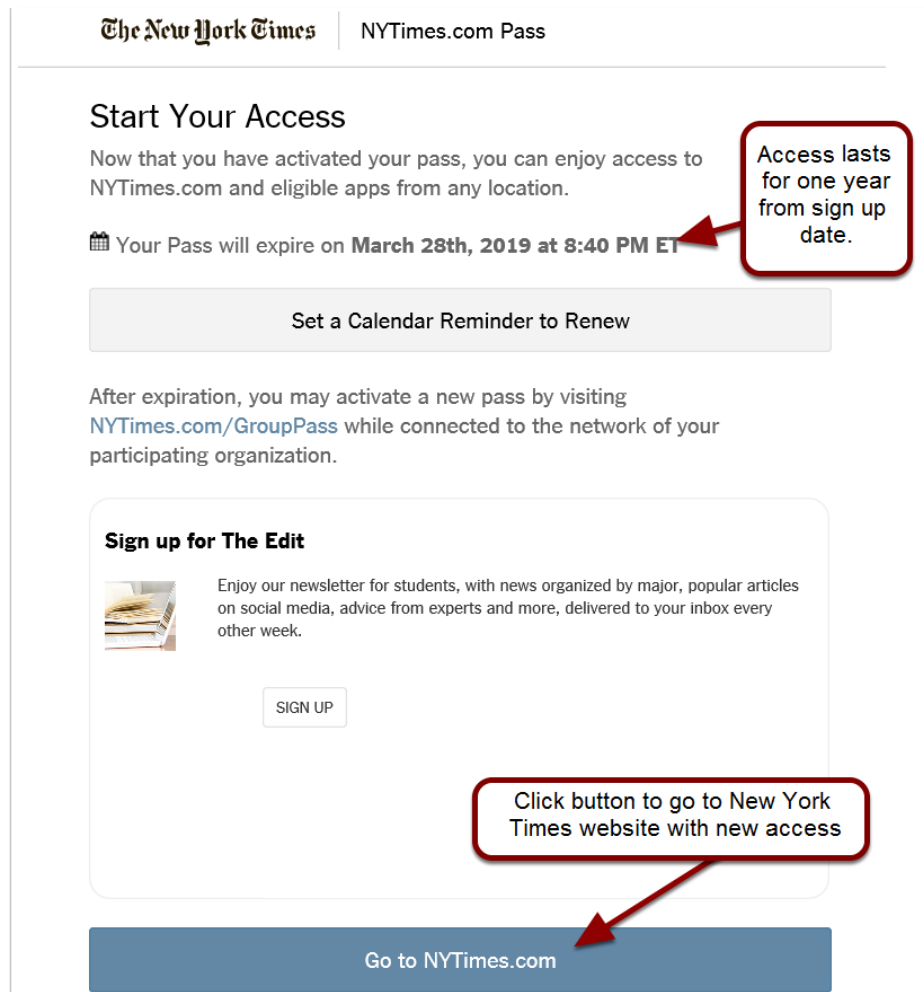 The New York Times
NYTimes.com Pass
Start Your Access
Now that you have activated your pass, you can enjoy access to
NYTimes.com and eligible apps from any location.
Access lasts
for one year
from sign up
date.
Your Pass will expire on March 28th, 2019 at 8:40 PM ET
Set a Calendar Reminder to Renew
After expiration, you may activate a new pass by visiting
NYTimes.com/GroupPass while connected to the network of your
participating organization.
Sign up for The Edit
Enjoy our newsletter for students, with news organized by major, popular articles
on social media, advice from experts and more, delivered to your inbox every
other week.
SIGN UP
Click button to go to New York
Times website with new access
Go to NYTimes.com